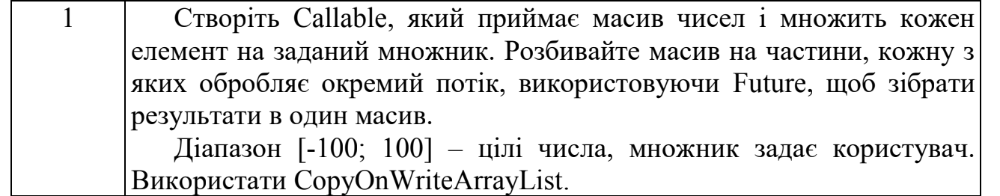 1 Створіть Callable, який приймає масив чисел і множить кожен
елемент на заданий множник. Розбивайте масив на частини, кожну з
яких обробляє окремий потік, використовуючи Future, щоб зібрати
результати в один масив.
Діапазон [-100; 100] – цілі числа, множник задає користувач.
Використати CopyOnWriteArrayList.